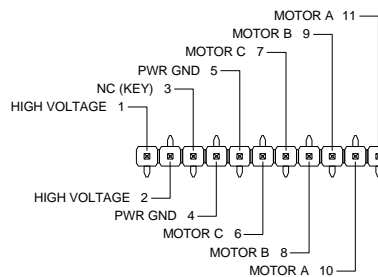 MOTOR A 11
MOTOR B 9
MOTOR C 7
PWR GND 5
NC (KEY) 3
HIGH VOLTAGE 1
HIGH VOLTAGE 2
PWR GND 4
MOTOR C 6
MOTOR B 8
MOTOR A 10